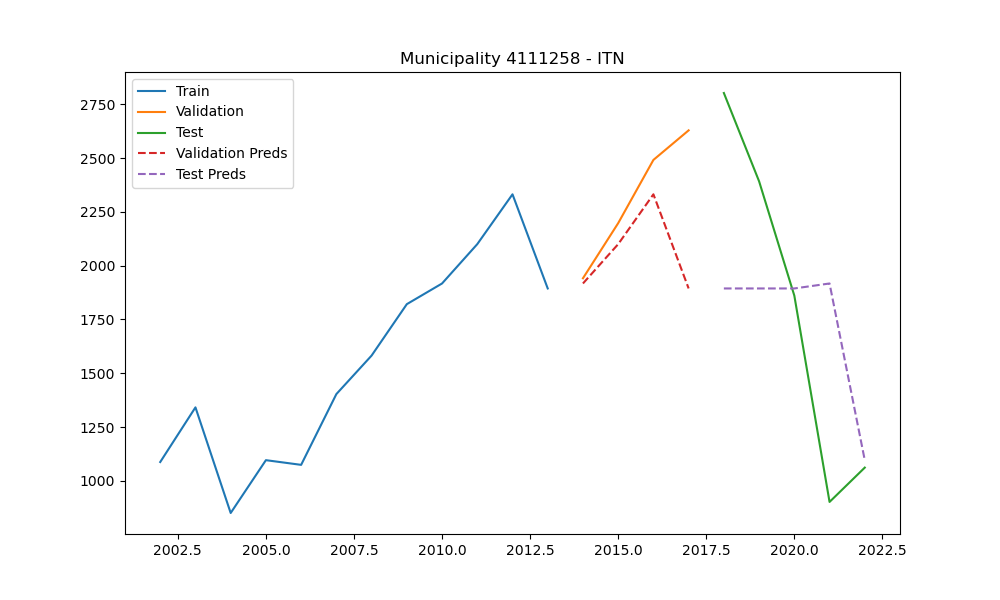 Municipality 4111258 - ITN
Train
Validation
Test
Validation Preds
Test Preds
2750
2500
2250
2000
1750
1500
1250
1000
2002.5 2005.0 2007.5 2010.0 2012.5 2015.0 2017.5 2020.0 2022.5